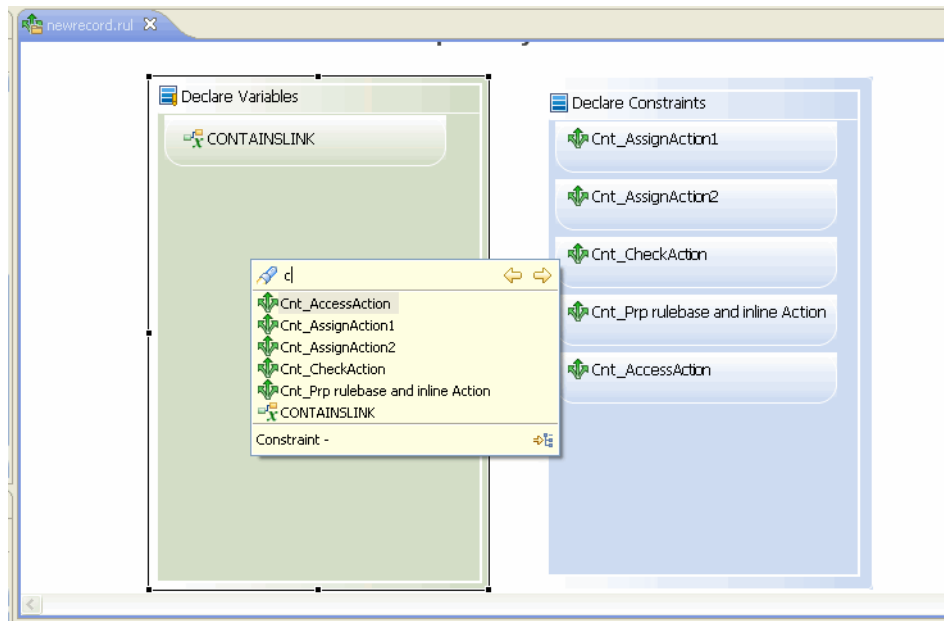 newrecord.rul
Declare Variables
CONTAINSLINK
Declare Constraints
Cnt_AssignAction1
Cnt_AssignAction2
Cnt_CheckAction
Cnt_Prp rulebase and inline Action
Cnt_AccessAction
c
Cnt_AccessAction
Cnt_AssignAction1
Cnt_AssignAction2
Cnt_CheckAction
Cnt_Prp rulebase and inline Action
CONTAINSLINK
Constraint -